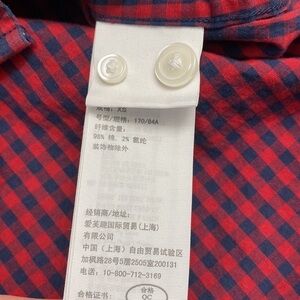 规格: XS
号型/规格: 170/84A
纤维含量:
98% 棉, 2% 氨纶
装饰物除外
经销商/地址:
爱芙趣国际贸易(上海)
有限公司
中国(上海)自由贸易试验区
加枫路28号5层2505室200131
电话: 10-800-712-3169
合格证书:
合格
QC